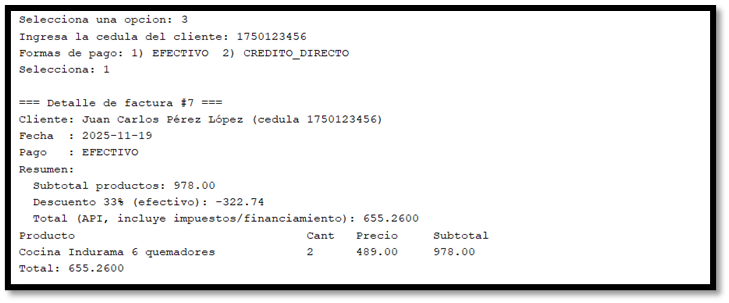 Selecciona una opcion: 3
Ingresa la cedula del cliente: 1750123456
Formas de pago: 1) EFECTIVO  2) CREDITO_DIRECTO
Selecciona: 1

=== Detalle de factura #7 ===
Cliente: Juan Carlos Pérez López (cedula 1750123456)
Fecha  : 2025-11-19
Pago   : EFECTIVO
Resumen:
  Subtotal productos: 978.00
  Descuento 33% (efectivo): -322.74
  Total (API, incluye impuestos/financiamiento): 655.2600
Producto                                Cant   Precio     Subtotal
Cocina Indurama 6 quemadores            2      489.00     978.00
Total: 655.2600